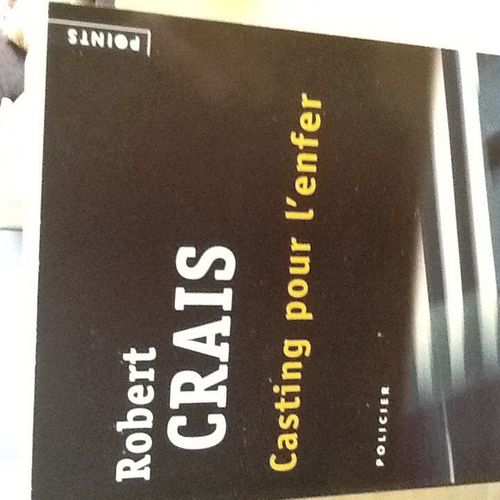 POINTS
Robert
CRAIS
Casting pour l'enfer
POLICIER